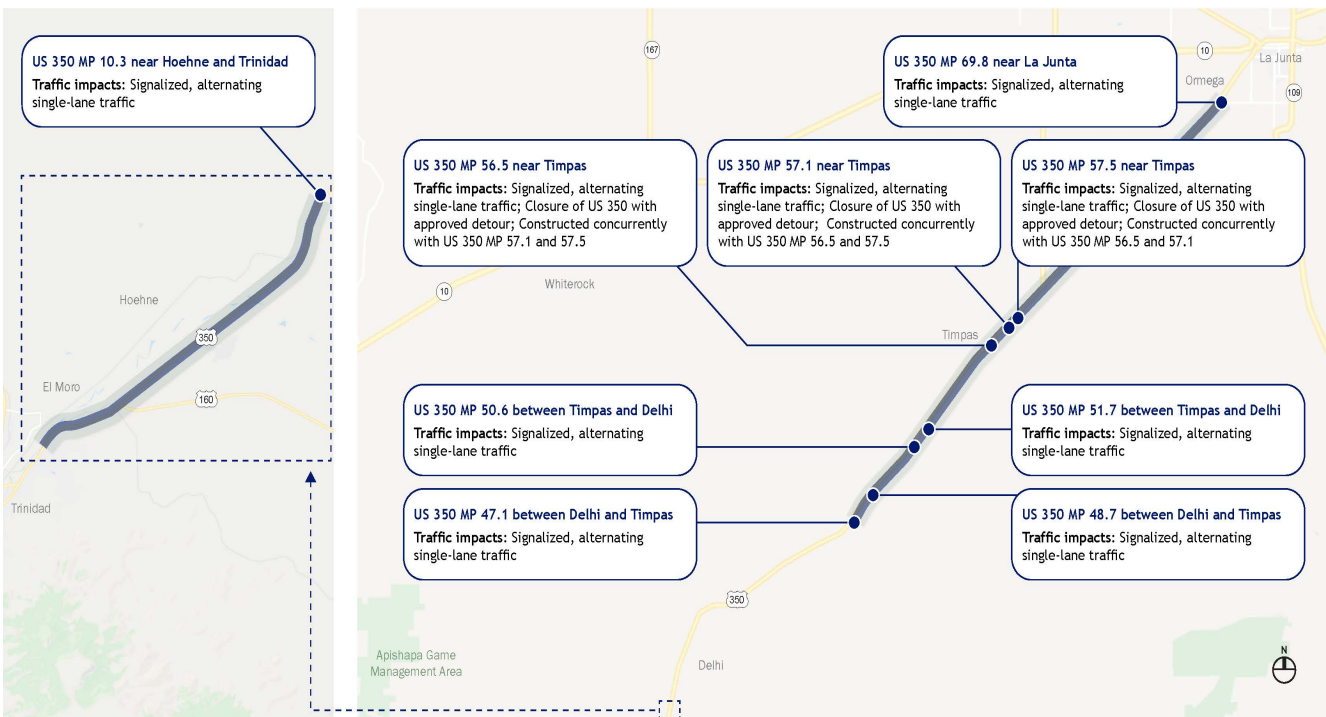 US 350 MP 10.3 near Hoehne and Trinidad
Traffic impacts: Signalized, alternating
single-lane traffic
Hoehne
350
El Moro
160
Trinidad
167
10
La Junta
Ormega
109
US 350 MP 69.8 near La Junta
Traffic impacts: Signalized, alternating
single-lane traffic
US 350 MP 56.5 near Timpas
Traffic impacts: Signalized, alternating
single-lane traffic; Closure of US 350 with
approved detour; Constructed concurrently
with US 350 MP 57.1 and 57.5
US 350 MP 57.1 near Timpas
Traffic impacts: Signalized, alternating
single-lane traffic; Closure of US 350 with
approved detour; Constructed concurrently
with US 350 MP 56.5 and 57.5
US 350 MP 57.5 near Timpas
Traffic impacts: Signalized, alternating
single-lane traffic; Closure of US 350 with
approved detour; Constructed concurrently
with US 350 MP 56.5 and 57.1
Whiterock
10
Timpas
US 350 MP 50.6 between Timpas and Delhi
Traffic impacts: Signalized, alternating
single-lane traffic
US 350 MP 51.7 between Timpas and Delhi
Traffic impacts: Signalized, alternating
single-lane traffic
US 350 MP 47.1 between Delhi and Timpas
Traffic impacts: Signalized, alternating
single-lane traffic
US 350 MP 48.7 between Delhi and Timpas
Traffic impacts: Signalized, alternating
single-lane traffic
350
Apishapa Game
Management Area
Delhi
N